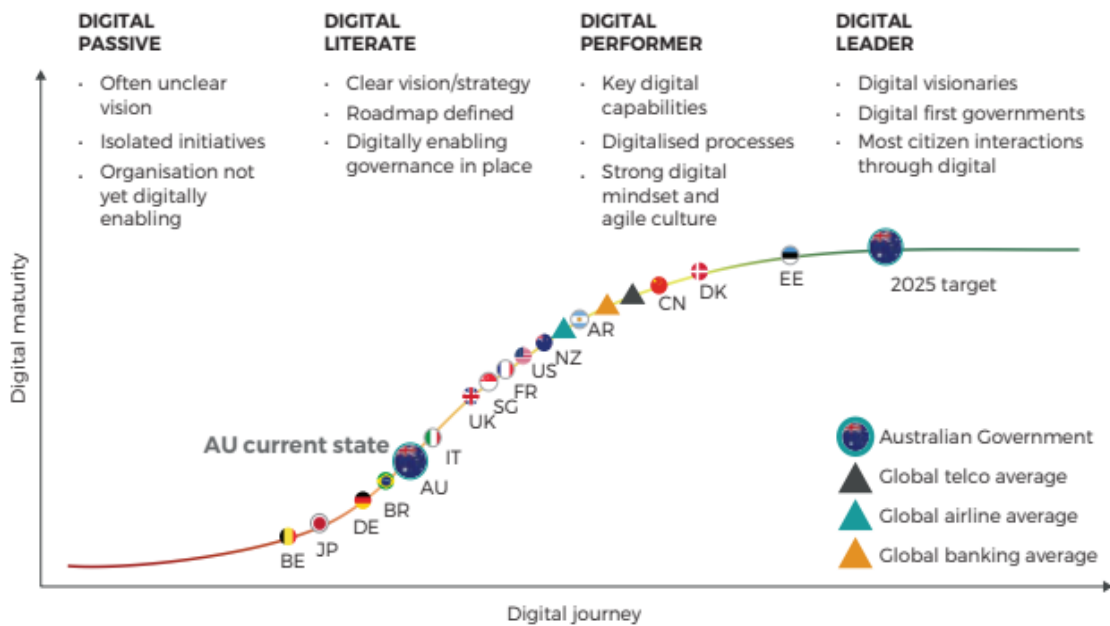 DIGITAL
PASSIVE
• Often unclear
vision
• Isolated initiatives
• Organisation not
yet digitally
enabling
DIGITAL
LITERATE
• Clear vision/strategy
• Roadmap defined
• Digitally enabling
governance in place
DIGITAL
PERFORMER
• Key digital
capabilities
• Digitalised processes
• Strong digital
mindset and
agile culture
DIGITAL
LEADER
• Digital visionaries
• Digital first governments
• Most citizen interactions
through digital
Digital maturity
2025 target
EE
DK
CN
AR
NZ
US
FR
SG
UK
AU current state
IT
AU
BR
DE
JP
BE
Australian Government
Global telco average
Global airline average
Global banking average
Digital journey